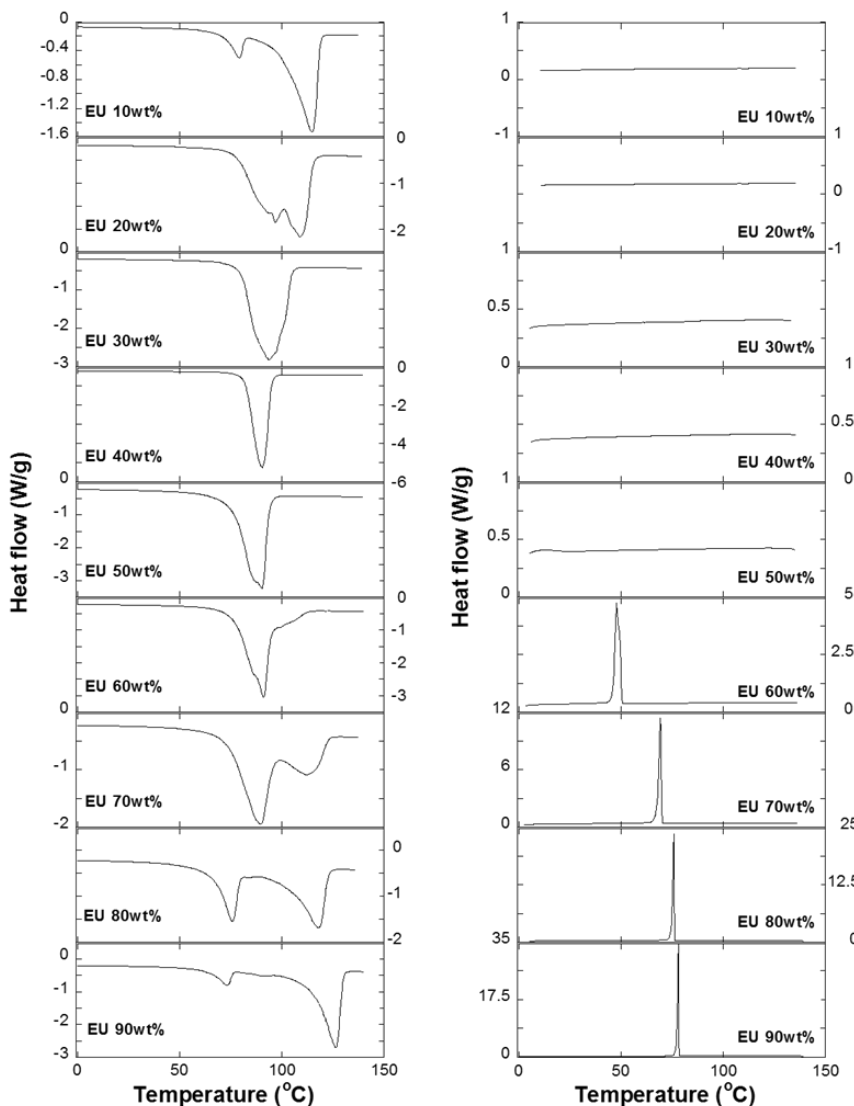 0
1
-0.4
-0.8
0
-1.2
EU 10wt%
EU 10wt%
-1.6
0
-1
1
-1
0
EU 20wt%
-2
EU 20wt%
0
1
-1
-1
0.5
-2
EU 30wt%
EU 30wt%
-3
0
0
1
-2
0.5
-4
EU 40wt%
EU 40wt%
0
-6
1
0
-1
0.5
-2
EU 50wt%
EU 50wt%
-3
0
0
5
-1
2.5
-2
EU 60wt%
EU 60wt%
-3
0
12
0
-1
6
EU 70wt%
EU 70wt%
-2
0
25
0
-1
12.5
EU 80wt%
EU 80wt%
-2
35
0
0
-1
17.5
-2
EU 90wt%
EU 90wt%
-3
0
0 50 100 150
0 50 100 150
Temperature (°C)
Temperature (°C)
Heat flow (W/g)
Heat flow (W/g)